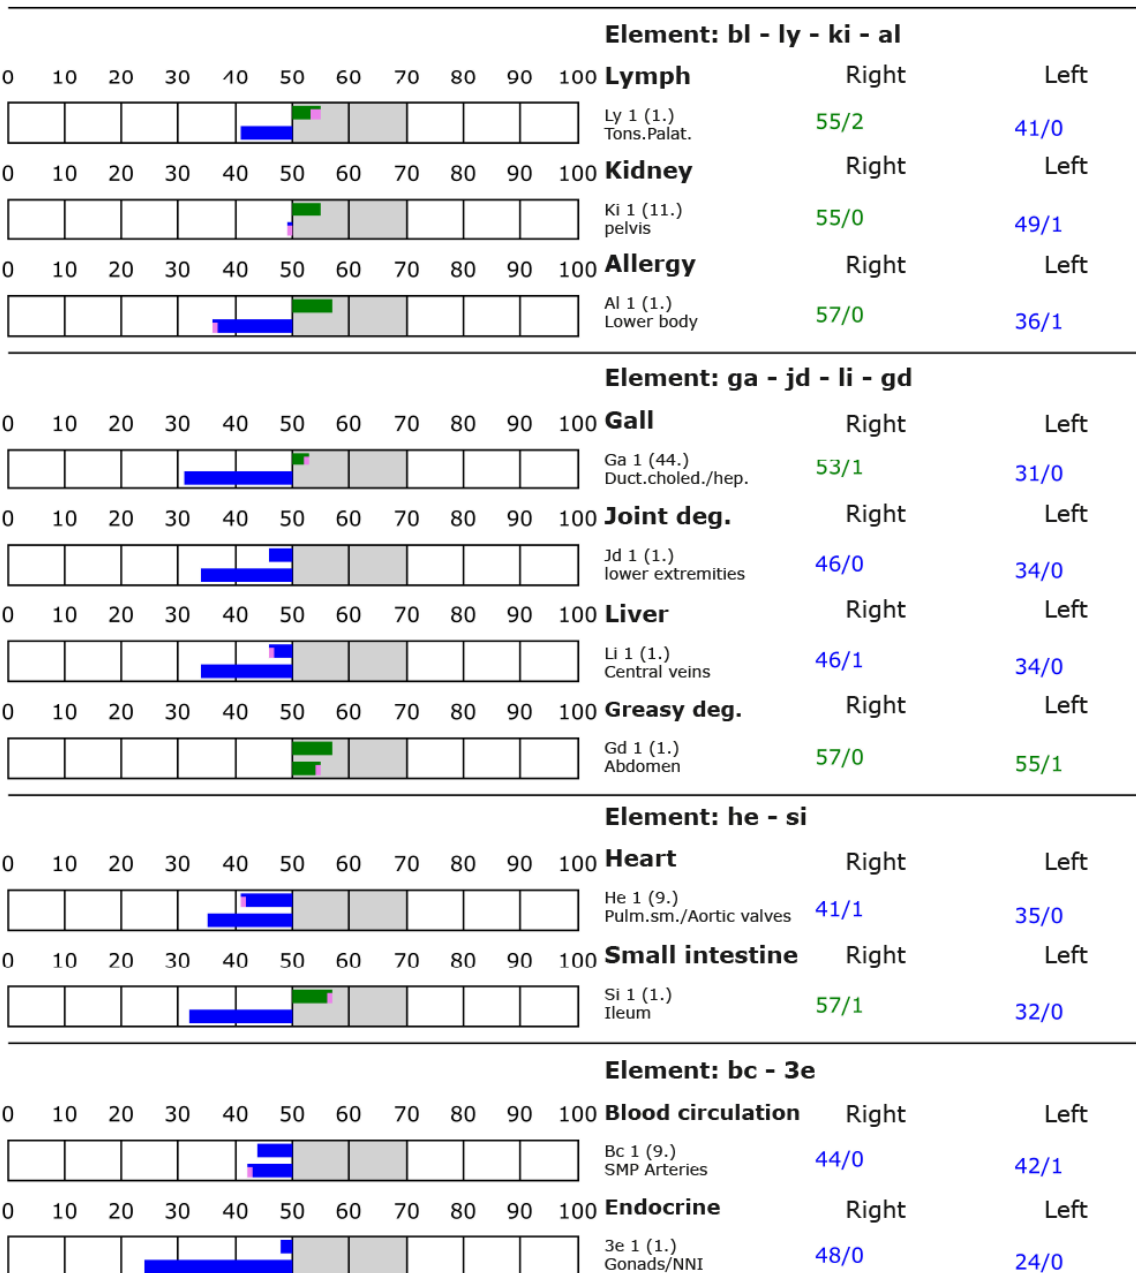 Element: bl - ly - ki - al
0 10 20 30 40 50 60 70 80 90 100 Lymph Right Left
Ly 1 (1.)
Tons.Palat.
55/2 41/0
0 10 20 30 40 50 60 70 80 90 100 Kidney Right Left
Ki 1 (11.)
pelvis
55/0 49/1
0 10 20 30 40 50 60 70 80 90 100 Allergy Right Left
Al 1 (1.)
Lower body
57/0 36/1
Element: ga - jd - li - gd
0 10 20 30 40 50 60 70 80 90 100 Gall Right Left
Ga 1 (44.)
Duct.choled./hep.
53/1 31/0
0 10 20 30 40 50 60 70 80 90 100 Joint deg. Right Left
Jd 1 (1.)
lower extremities
46/0 34/0
0 10 20 30 40 50 60 70 80 90 100 Liver Right Left
Li 1 (1.)
Central veins
46/1 34/0
0 10 20 30 40 50 60 70 80 90 100 Greasy deg. Right Left
Gd 1 (1.)
Abdomen
57/0 55/1
Element: he - si
0 10 20 30 40 50 60 70 80 90 100 Heart Right Left
He 1 (9.)
Pulm.sm./Aortic valves
41/1 35/0
0 10 20 30 40 50 60 70 80 90 100 Small intestine Right Left
Si 1 (1.)
Ileum
57/1 32/0
Element: bc - 3e
0 10 20 30 40 50 60 70 80 90 100 Blood circulation Right Left
Bc 1 (9.)
SMP Arteries
44/0 42/1
0 10 20 30 40 50 60 70 80 90 100 Endocrine Right Left
3e 1 (1.)
Gonads/NNI
48/0 24/0